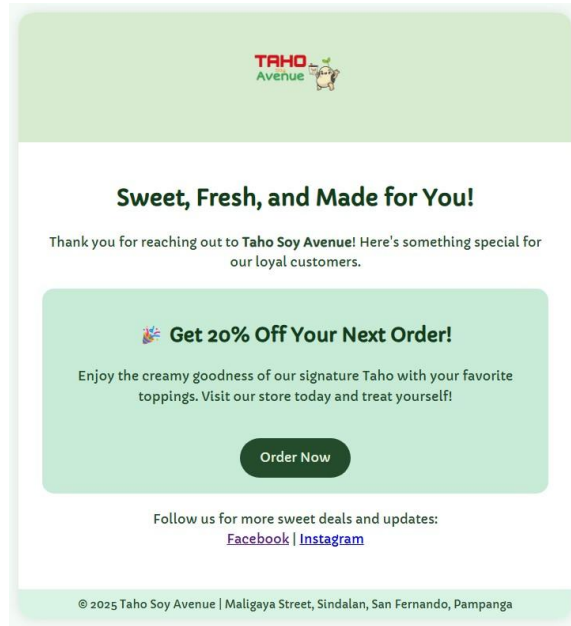 TAHO
Avenue
Sweet, Fresh, and Made for You!
Thank you for reaching out to Taho Soy Avenue! Here's something special for
our loyal customers.
🎉 Get 20% Off Your Next Order!
Enjoy the creamy goodness of our signature Taho with your favorite
toppings. Visit our store today and treat yourself!
Order Now
Follow us for more sweet deals and updates:
Facebook | Instagram
© 2025 Taho Soy Avenue | Maligaya Street, Sindalan, San Fernando, Pampanga